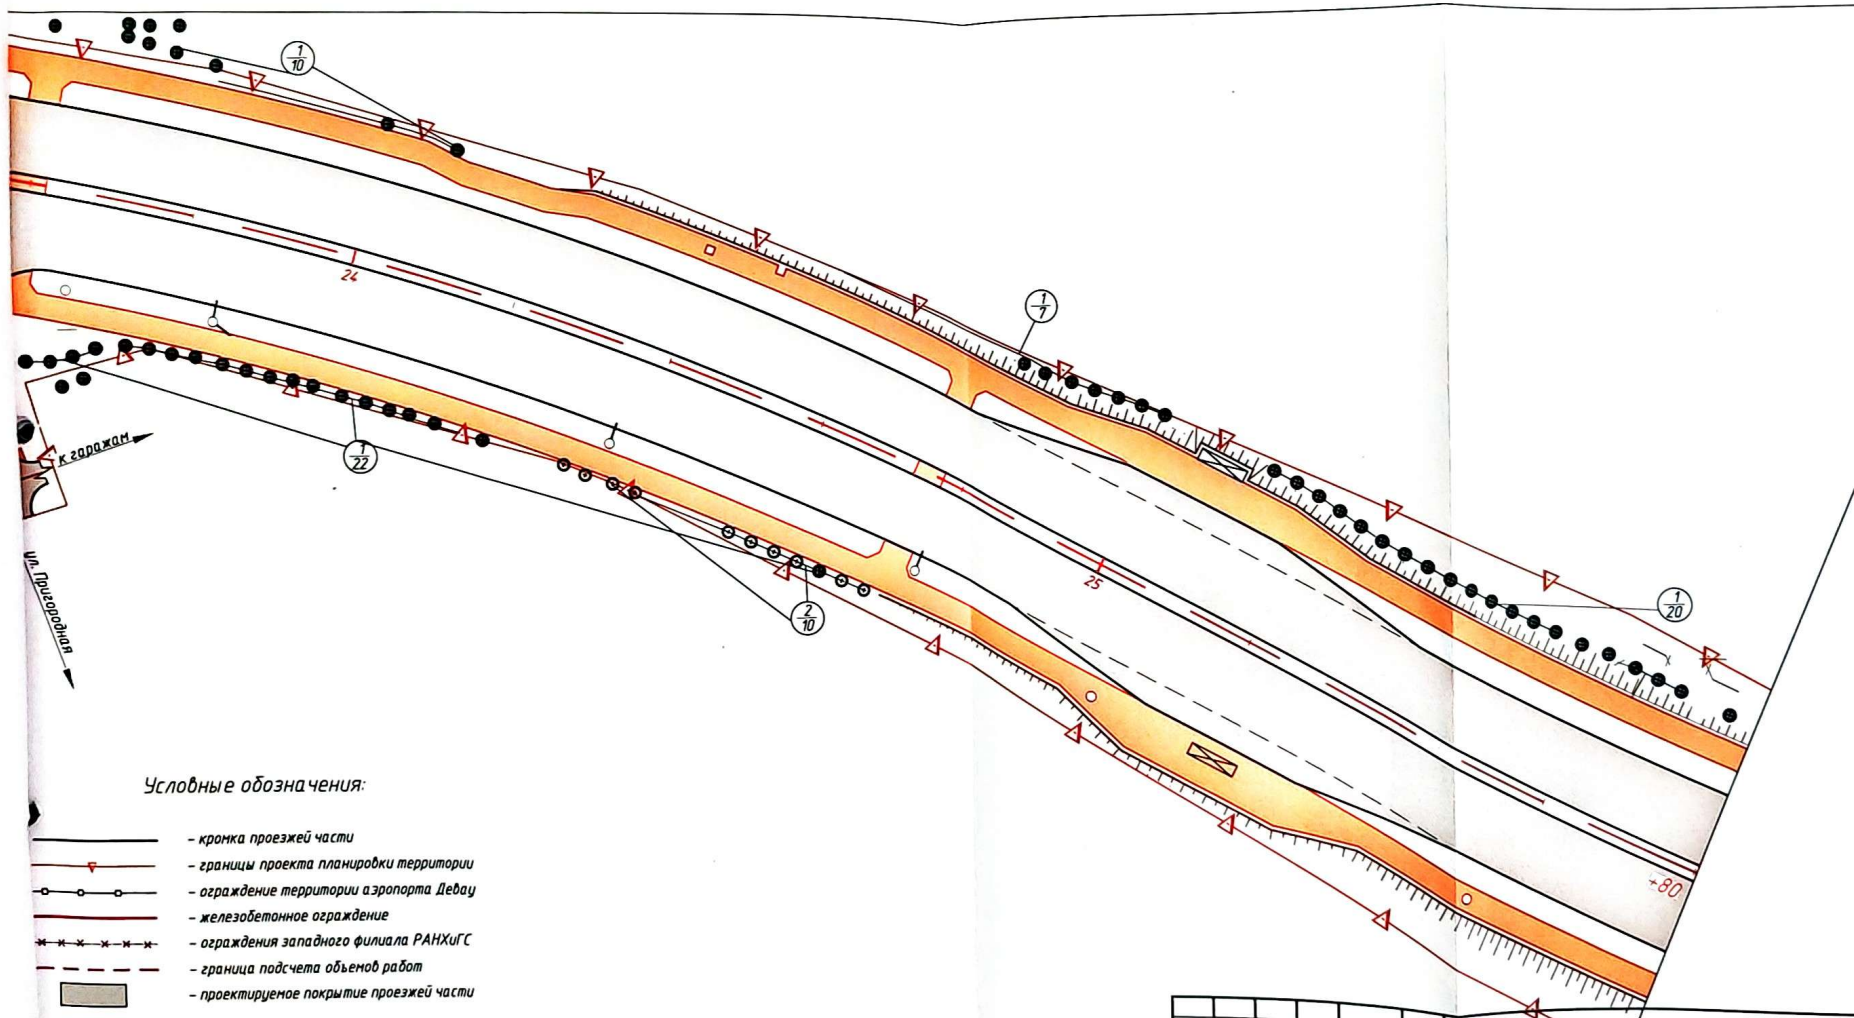 1
10
24
1
7
к гаражам
1
22
ул. Пригородная
2
10
25
1
20
+80
Условные обозначения:
- кромка проезжей части
- границы проекта планировки территории
- ограждение территории аэропорта Девау
- железобетонное ограждение
- ограждения западного филиала РАНХиГС
- граница подсчета объемов работ
- проектируемое покрытие проезжей части